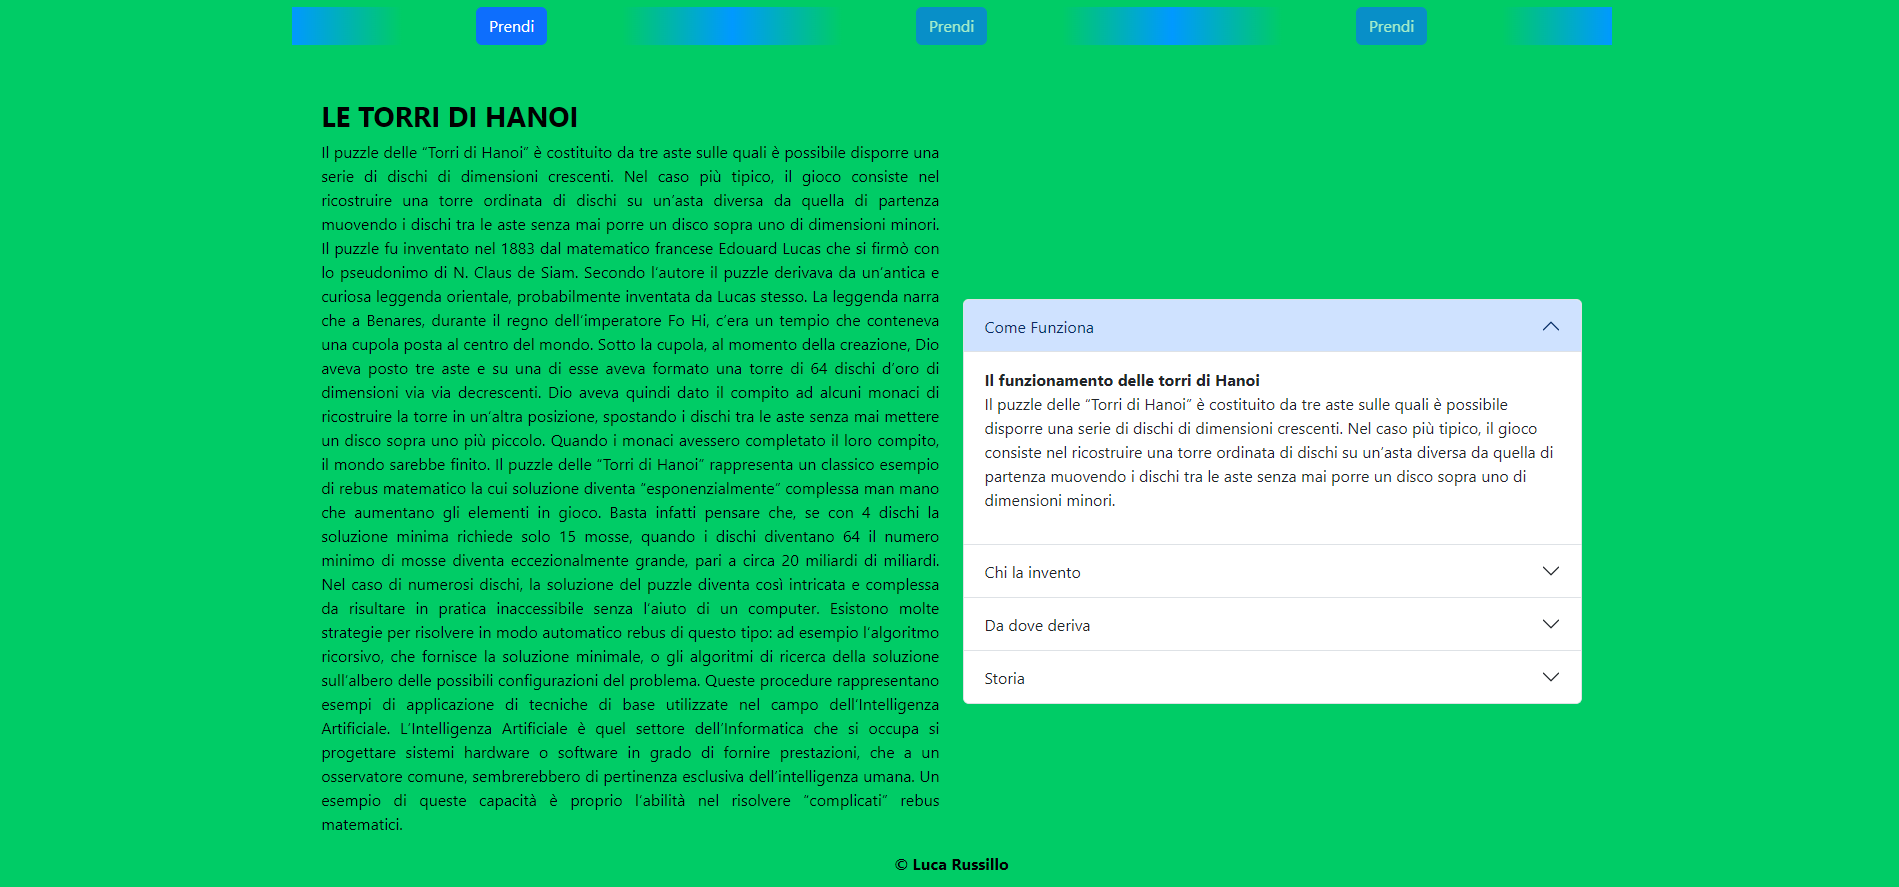 Prendi
Prendi
Prendi
LE TORRI DI HANOI
Il puzzle delle “Torri di Hanoi” è costituito da tre aste sulle quali è possibile disporre una
serie di dischi di dimensioni crescenti. Nel caso più tipico, il gioco consiste nel
ricostruire una torre ordinata di dischi su un’asta diversa da quella di partenza
muovendo i dischi tra le aste senza mai porre un disco sopra uno di dimensioni minori.
Il puzzle fu inventato nel 1883 dal matematico francese Edouard Lucas che si firmò con
lo pseudonimo di N. Claus de Siam. Secondo l’autore il puzzle derivava da un’antica e
curiosa leggenda orientale, probabilmente inventata da Lucas stesso. La leggenda narra
che a Benares, durante il regno dell’imperatore Fo Hi, c’era un tempio che conteneva
una cupola posta al centro del mondo. Sotto la cupola, al momento della creazione, Dio
aveva posto tre aste e su una di esse aveva formato una torre di 64 dischi d’oro di
dimensioni via via decrescenti. Dio aveva quindi dato il compito ad alcuni monaci di
ricostruire la torre in un’altra posizione, spostando i dischi tra le aste senza mai mettere
un disco sopra uno più piccolo. Quando i monaci avessero completato il loro compito,
il mondo sarebbe finito. Il puzzle delle “Torri di Hanoi” rappresenta un classico esempio
di rebus matematico la cui soluzione diventa “esponenzialmente” complessa man mano
che aumentano gli elementi in gioco. Basta infatti pensare che, se con 4 dischi la
soluzione minima richiede solo 15 mosse, quando i dischi diventano 64 il numero
minimo di mosse diventa eccezionalmente grande, pari a circa 20 miliardi di miliardi.
Nel caso di numerosi dischi, la soluzione del puzzle diventa così intricata e complessa
da risultare in pratica inaccessibile senza l’aiuto di un computer. Esistono molte
strategie per risolvere in modo automatico rebus di questo tipo: ad esempio l’algoritmo
ricorsivo, che fornisce la soluzione minimale, o gli algoritmi di ricerca della soluzione
sull’albero delle possibili configurazioni del problema. Queste procedure rappresentano
esempi di applicazione di tecniche di base utilizzate nel campo dell’Intelligenza
Artificiale. L’Intelligenza Artificiale è quel settore dell’Informatica che si occupa si
progettare sistemi hardware o software in grado di fornire prestazioni, che a un
osservatore comune, sembrerebbero di pertinenza esclusiva dell’intelligenza umana. Un
esempio di queste capacità è proprio l’abilità nel risolvere “complicati” rebus
matematici.
Come Funziona
Il funzionamento delle torri di Hanoi
Il puzzle delle “Torri di Hanoi” è costituito da tre aste sulle quali è possibile
disporre una serie di dischi di dimensioni crescenti. Nel caso più tipico, il gioco
consiste nel ricostruire una torre ordinata di dischi su un’asta diversa da quella di
partenza muovendo i dischi tra le aste senza mai porre un disco sopra uno di
dimensioni minori.
Chi la invento
Da dove deriva
Storia
© Luca Russillo